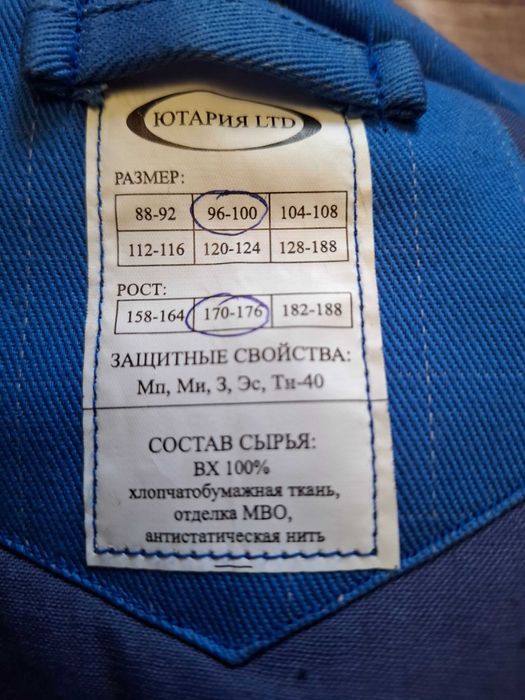 ЮТАРИЯ LTD
РАЗМЕР:
88-92 96-100 104-108
112-116 120-124 128-188
РОСТ:
158-164 170-176 182-188
ЗАЩИТНЫЕ СВОЙСТВА:
Мп, Ми, З, Эс, Тн-40
СОСТАВ СЫРЬЯ:
ВХ 100%
хлопчатобумажная ткань,
отделка МВО,
антистатическая нить